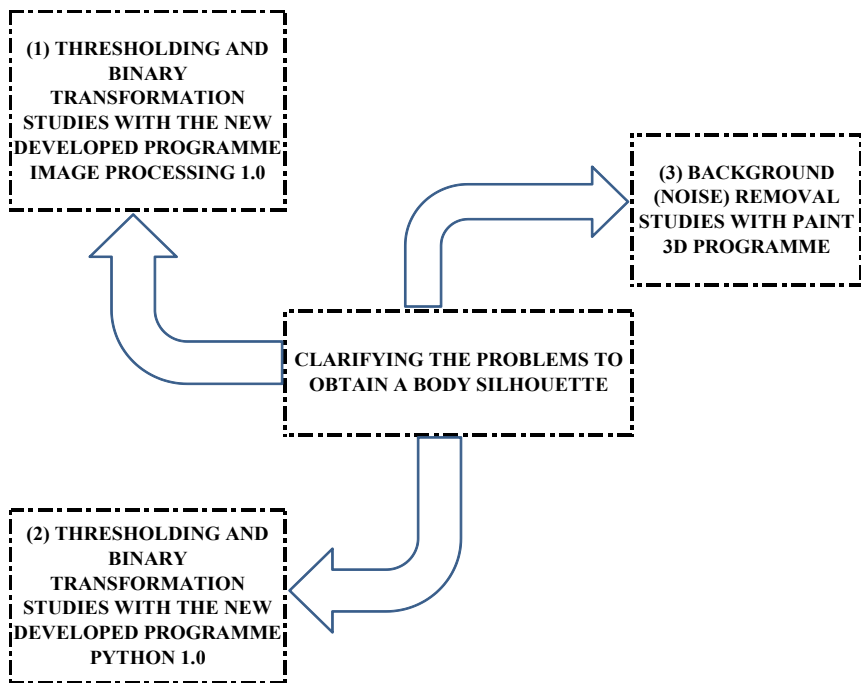 (1) THRESHOLDING AND
BINARY
TRANSFORMATION
STUDIES WITH THE NEW
DEVELOPED PROGRAMME
IMAGE PROCESSING 1.0
(3) BACKGROUND
(NOISE) REMOVAL
STUDIES WITH PAINT
3D PROGRAMME
CLARIFYING THE PROBLEMS TO
OBTAIN A BODY SILHOUETTE
(2) THRESHOLDING AND
BINARY
TRANSFORMATION
STUDIES WITH THE NEW
DEVELOPED PROGRAMME
PYTHON 1.0